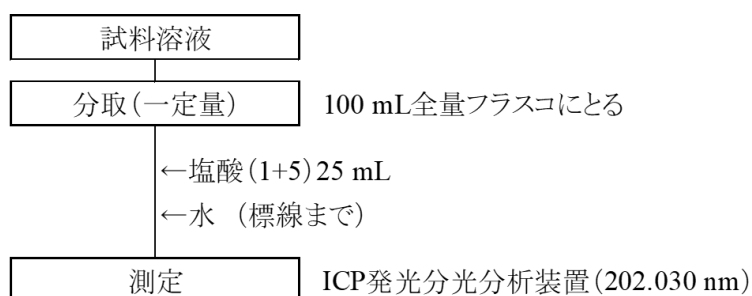 試料溶液
分取(一定量) 100 mL全量フラスコにとる
←塩酸(1+5)25 mL
←水 (標線まで)
測定 ICP発光分光分析装置(202.030 nm)